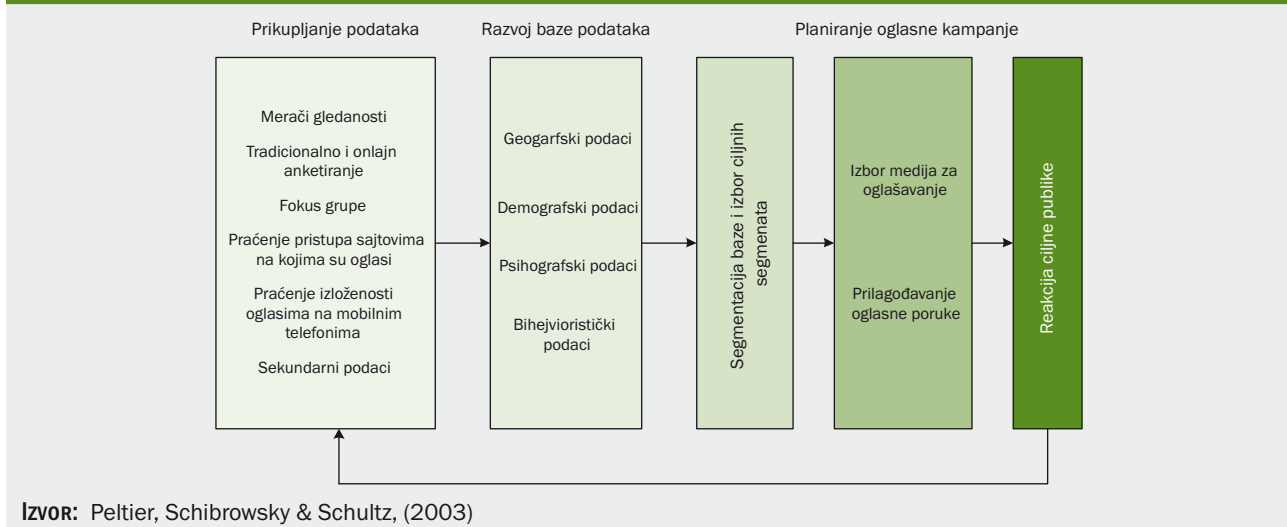 Prikupljanje podataka
Razvoj baze podataka
Planiranje oglasne kampanje
Merači gledanosti
Tradicionalno i onlajn
anketiranje
Fokus grupe
Praćenje pristupa sajtovima
na kojima su oglasi
Praćenje izloženosti
oglasima na mobilnim
telefonima
Sekundarni podaci
Geogarfski podaci
Demografski podaci
Psihografski podaci
Bihejvioristički
podaci
Segmentacija baze i izbor ciljnih
segmenata
Izbor medija za
oglašavanje
Prilagođavanje
oglasne poruke
Reakcija ciljne publike
Izvor: Peltier, Schibrowsky & Schultz, (2003)